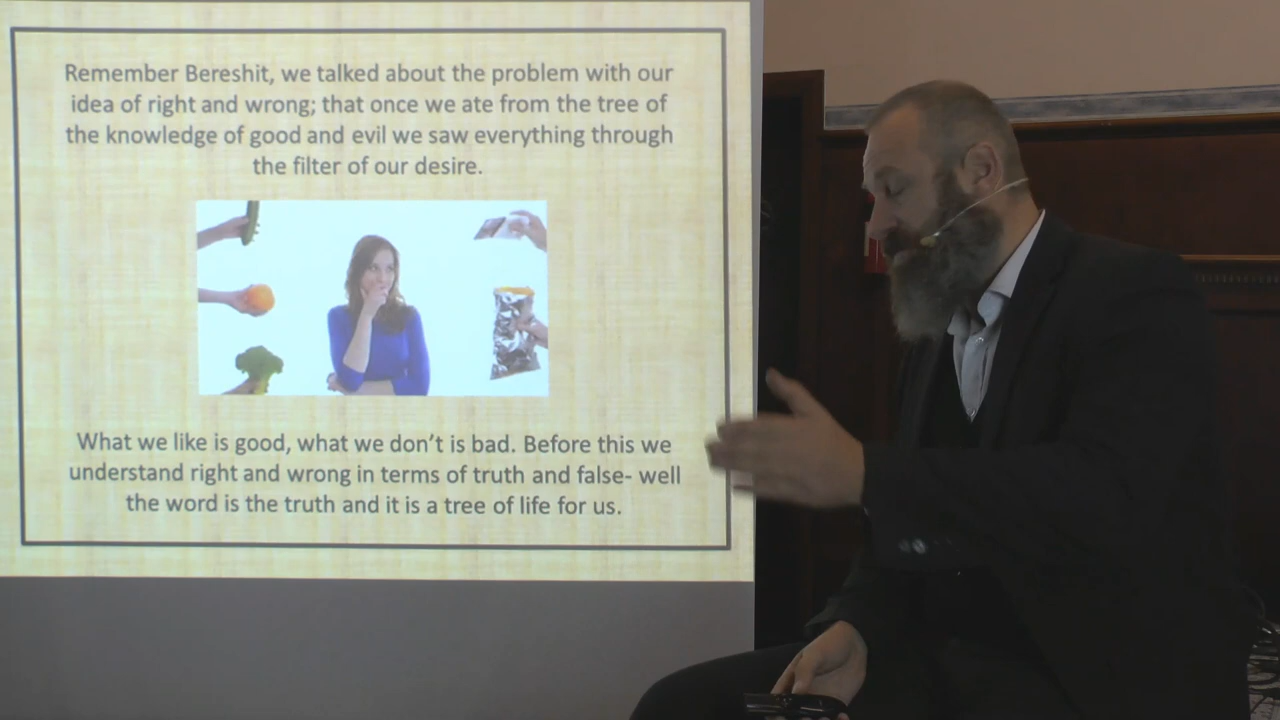 Remember Bereshit, we talked about the problem with our
idea of right and wrong; that once we ate from the tree of
the knowledge of good and evil we saw everything through
the filter of our desire.
What we like is good, what we don't is bad. Before this we
understand right and wrong in terms of truth and false- well
the word is the truth and it is a tree of life for us.